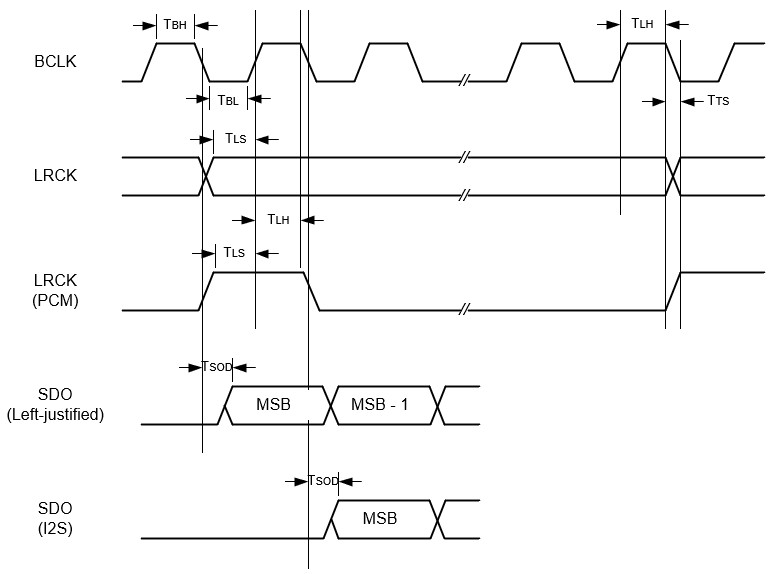 TBH
TLH
BCLK
TBL
TTS
TLS
LRCK
TLH
TLS
LRCK
(PCM)
TSOD
SDO
(Left-justified)
MSB
MSB - 1
TSOD
SDO
(I2S)
MSB